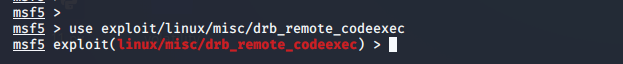 msf5 >
msf5 > use exploit/linux/misc/drb_remote_codeexec
msf5 exploit(linux/misc/drb_remote_codeexec) >